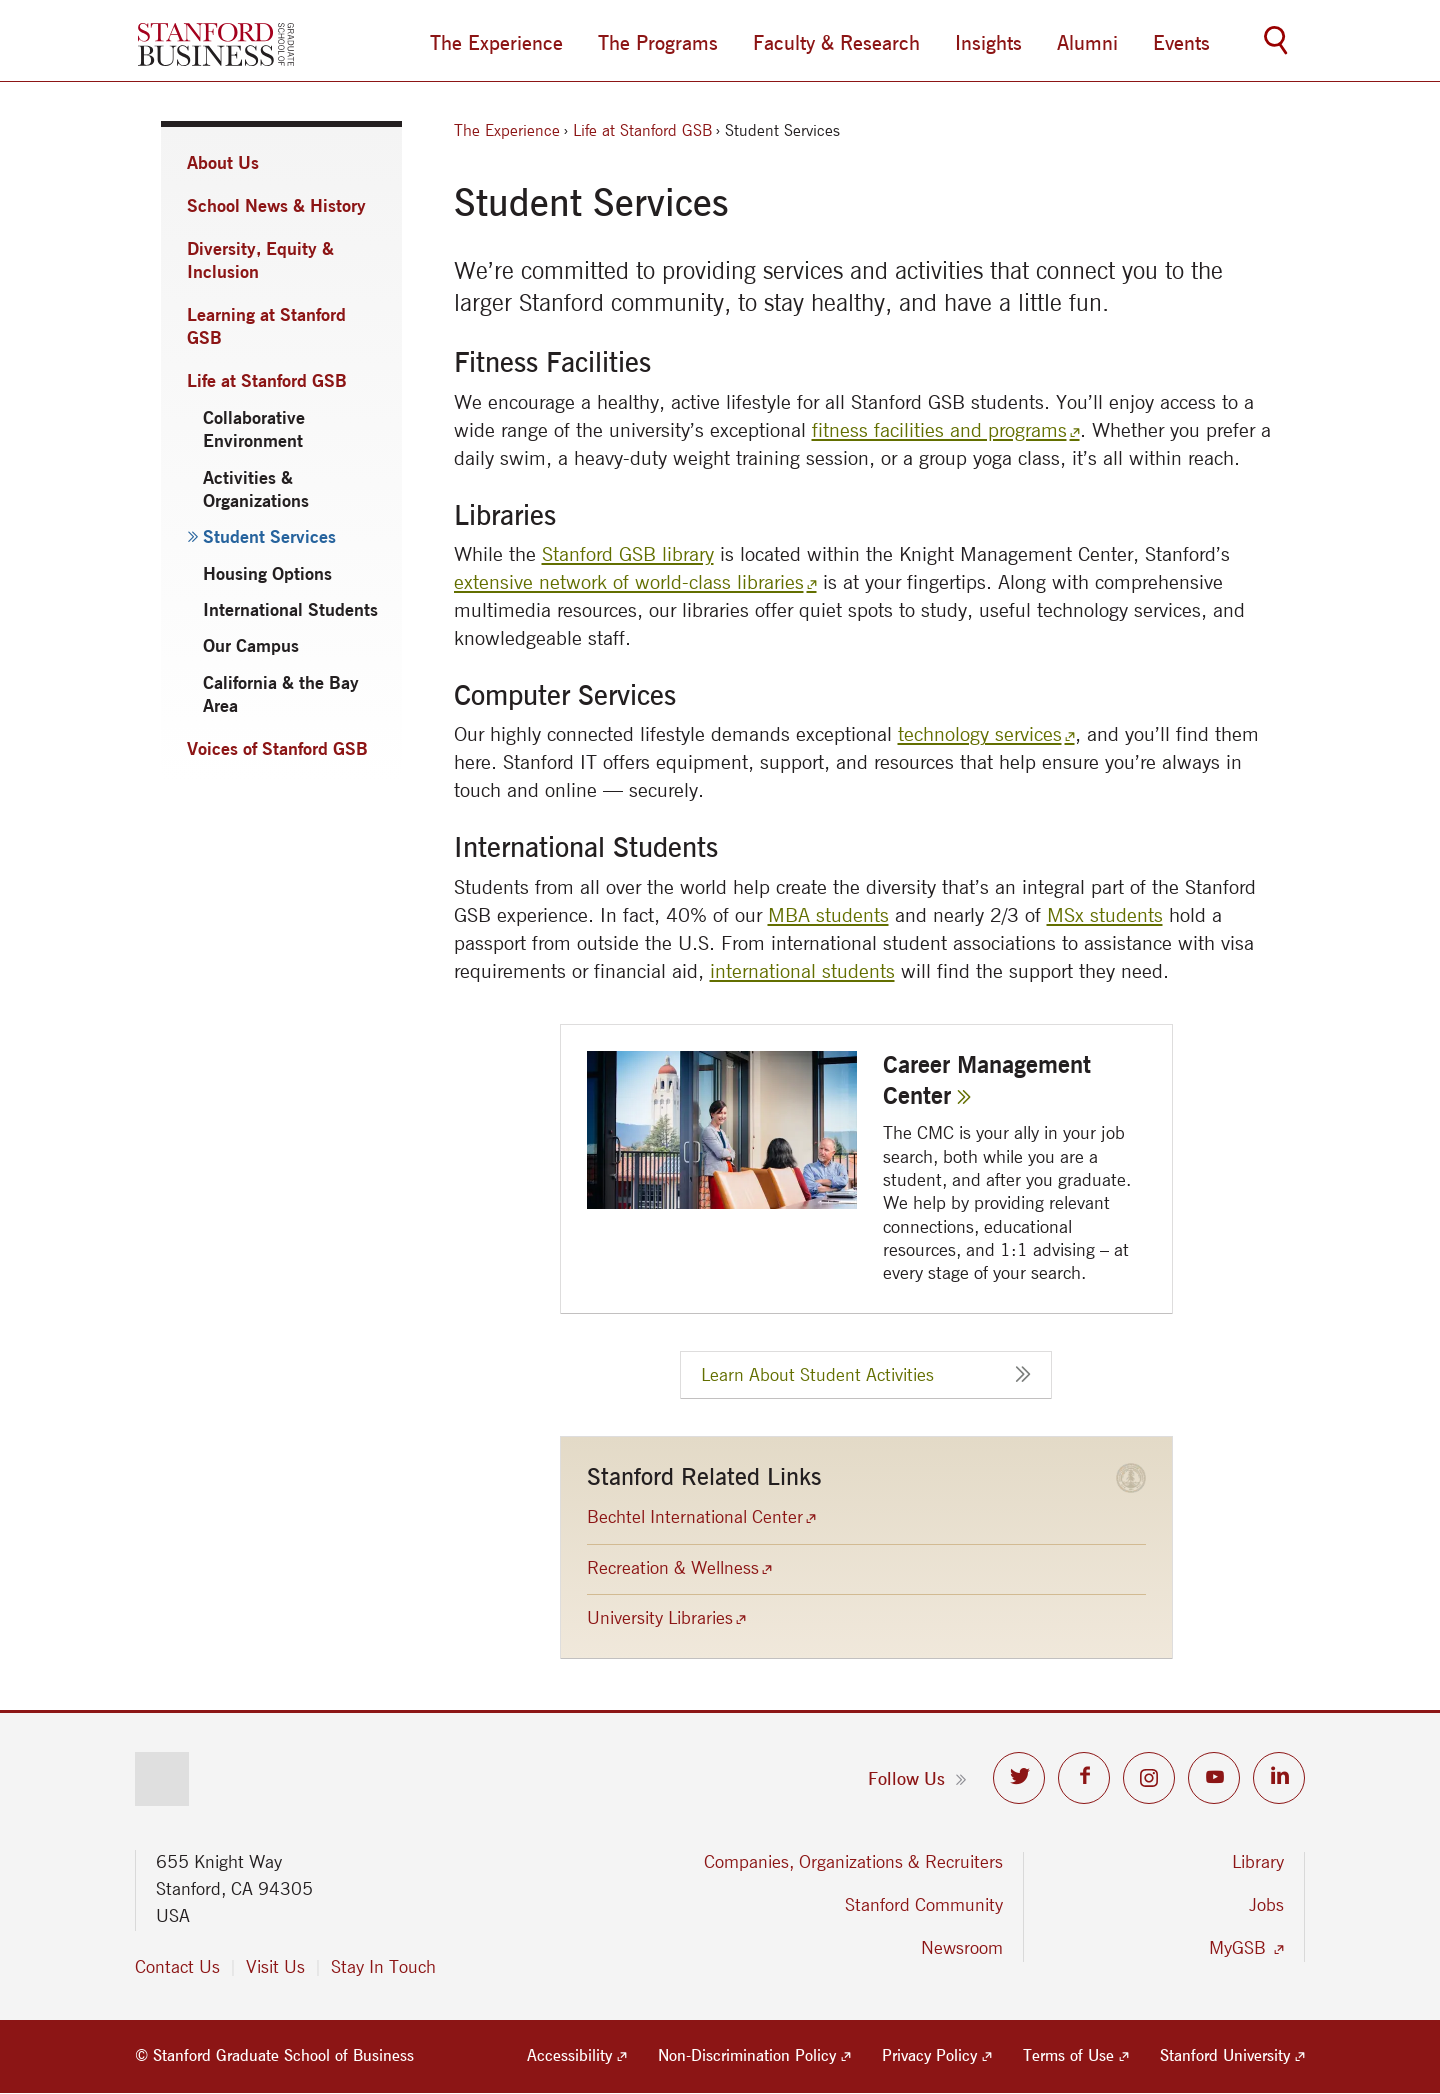 STANFORD
BUSINESS
GRADUATE
SCHOOL OF
The Experience
The Programs
Faculty & Research
Insights
Alumni
Events
About Us
School News & History
Diversity, Equity &
Inclusion
Learning at Stanford
GSB
Life at Stanford GSB
Collaborative
Environment
Activities &
Organizations
» Student Services
Housing Options
International Students
Our Campus
California & the Bay
Area
Voices of Stanford GSB
The Experience › Life at Stanford GSB › Student Services
Student Services
We’re committed to providing services and activities that connect you to the
larger Stanford community, to stay healthy, and have a little fun.
Fitness Facilities
We encourage a healthy, active lifestyle for all Stanford GSB students. You’ll enjoy access to a
wide range of the university’s exceptional fitness facilities and programs. Whether you prefer a
daily swim, a heavy-duty weight training session, or a group yoga class, it’s all within reach.
Libraries
While the Stanford GSB library is located within the Knight Management Center, Stanford’s
extensive network of world-class libraries is at your fingertips. Along with comprehensive
multimedia resources, our libraries offer quiet spots to study, useful technology services, and
knowledgeable staff.
Computer Services
Our highly connected lifestyle demands exceptional technology services, and you’ll find them
here. Stanford IT offers equipment, support, and resources that help ensure you’re always in
touch and online — securely.
International Students
Students from all over the world help create the diversity that’s an integral part of the Stanford
GSB experience. In fact, 40% of our MBA students and nearly 2/3 of MSx students hold a
passport from outside the U.S. From international student associations to assistance with visa
requirements or financial aid, international students will find the support they need.
Career Management
Center »
The CMC is your ally in your job
search, both while you are a
student, and after you graduate.
We help by providing relevant
connections, educational
resources, and 1:1 advising – at
every stage of your search.
Learn About Student Activities »
Stanford Related Links
Bechtel International Center
Recreation & Wellness
University Libraries
Follow Us »
655 Knight Way
Stanford, CA 94305
USA
Contact Us | Visit Us | Stay In Touch
Companies, Organizations & Recruiters
Stanford Community
Newsroom
Library
Jobs
MyGSB
© Stanford Graduate School of Business
Accessibility
Non-Discrimination Policy
Privacy Policy
Terms of Use
Stanford University